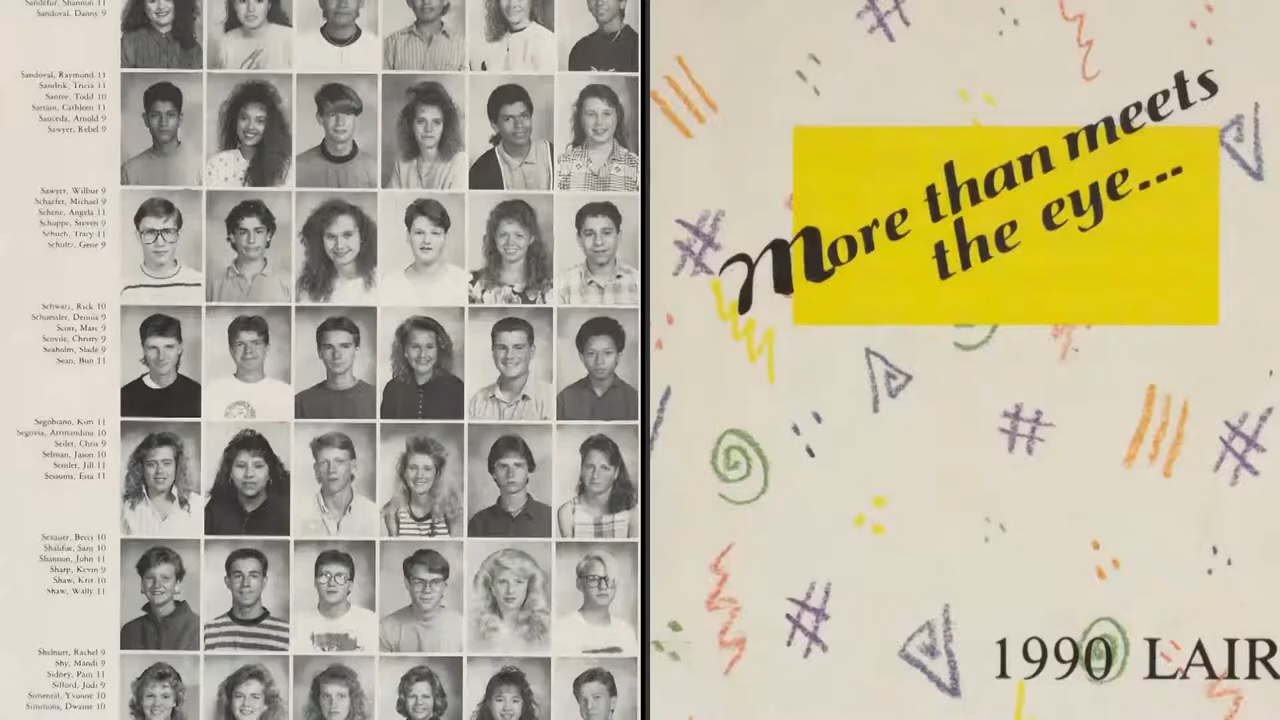 Sandefur, Shannon 11
Sandoval, Danny 9
Sandoval, Raymond 11
Sandrik, Tricia 11
Santee, Todd 10
Sartain, Cathleen 11
Sauceda, Arnold 9
Sawyer, Rebel 9
Sawyer, Wilbur 9
Schaefer, Michael 9
Schene, Angela 11
Schoppe, Steven 9
Schuch, Tracy 11
Schultz, Gene 9
Schwarz, Rick 10
Schuessler, Dennis 9
Scott, Marc 9
Scovile, Christy 9
Seaholm, Slade 9
Sean, Bun 11
Segobiano, Kim 11
Segovia, Armandina 10
Seiler, Chris 9
Selman, Jason 10
Semler, Jill 11
Sessoms, Esta 11
Sexauer, Becci 10
Shalifue, Sam 10
Shannon, John 11
Sharp, Kevin 9
Shaw, Kris 10
Shaw, Wally 11
Shelnutt, Rachel 9
Shy, Mandi 9
Sidney, Pam 11
Sifford, Jodi 9
Simental, Yvonne 10
Simmons, Dwaine 10
More than meets
the eye...
1990 LAIR